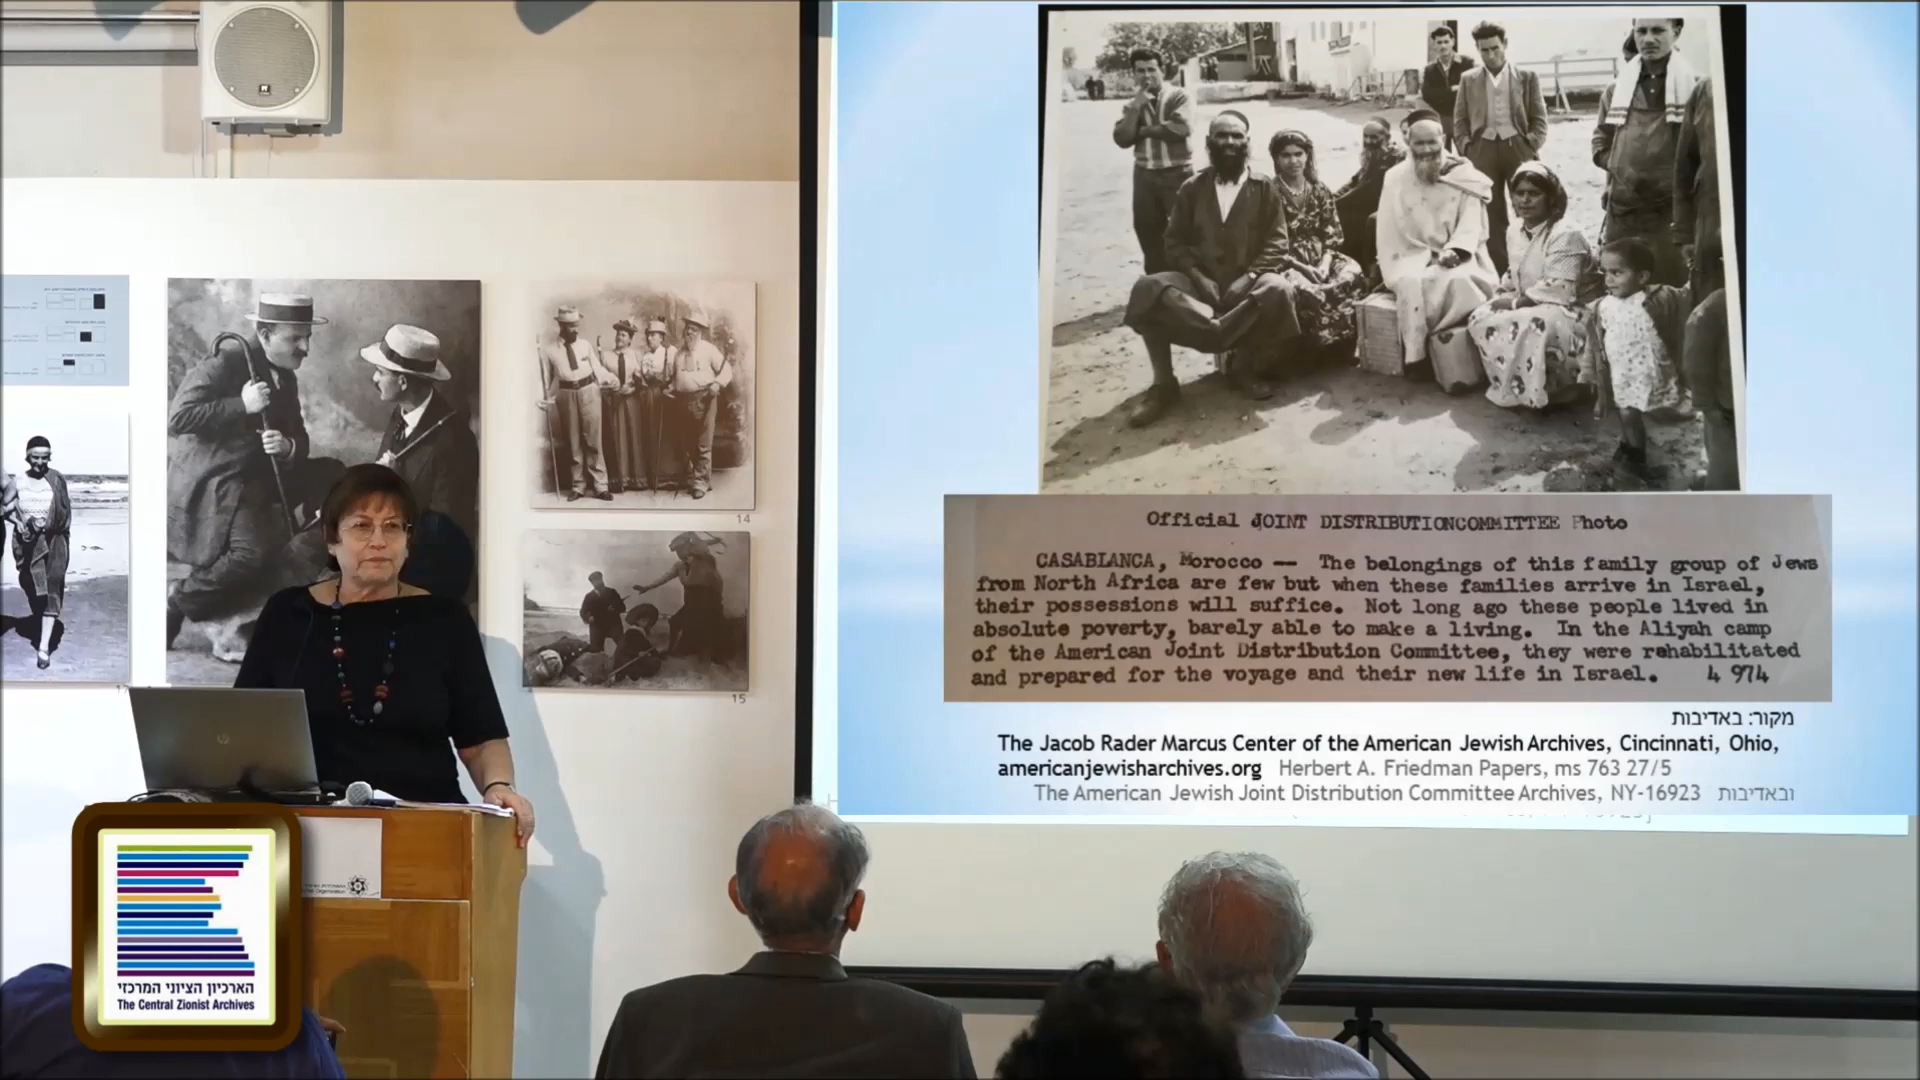 Official JOINT DISTRIBUTIONCOMMITTEE Photo
CASABLANCA, Morocco — The belongings of this family group of Jews
from North Africa are few but when these families arrive in Israel,
their possessions will suffice. Not long ago these people lived in
absolute poverty, barely able to make a living. In the Aliyah camp
of the American Joint Distribution Committee, they were rehabilitated
and prepared for the voyage and their new life in Israel. 4 974
מקור: באדיבות
The Jacob Rader Marcus Center of the American Jewish Archives, Cincinnati, Ohio,
americanjewisharchives.org Herbert A. Friedman Papers, ms 763 27/5
The American Jewish Joint Distribution Committee Archives, NY-16923 ובאדיבות
14
15
הארכיון הציוני המרכזי
The Central Zionist Archives